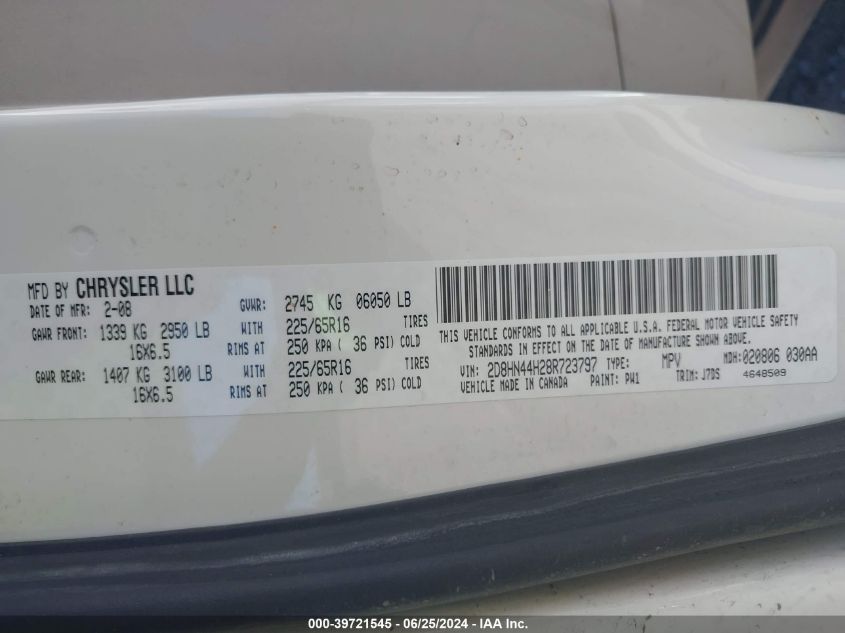 MFD BY CHRYSLER LLC
DATE OF MFR: 2-08 GVWR: 2745 KG 06050 LB
GAWR FRONT: 1339 KG 2950 LB WITH 225/65R16 TIRES
16X6.5 RIMS AT 250 KPA ( 36 PSI) COLD
GAWR REAR: 1407 KG 3100 LB WITH 225/65R16 TIRES
16X6.5 RIMS AT 250 KPA ( 36 PSI) COLD
THIS VEHICLE CONFORMS TO ALL APPLICABLE U.S.A. FEDERAL MOTOR VEHICLE SAFETY
STANDARDS IN EFFECT ON THE DATE OF MANUFACTURE SHOWN ABOVE.
VIN: 2D8HN44H28R723797 TYPE: MPV MDH: 020806 030AA
VEHICLE MADE IN CANADA PAINT: PW1 TRIM: J7DS 4648509
000-39721545 - 06/25/2024 - IAA Inc.